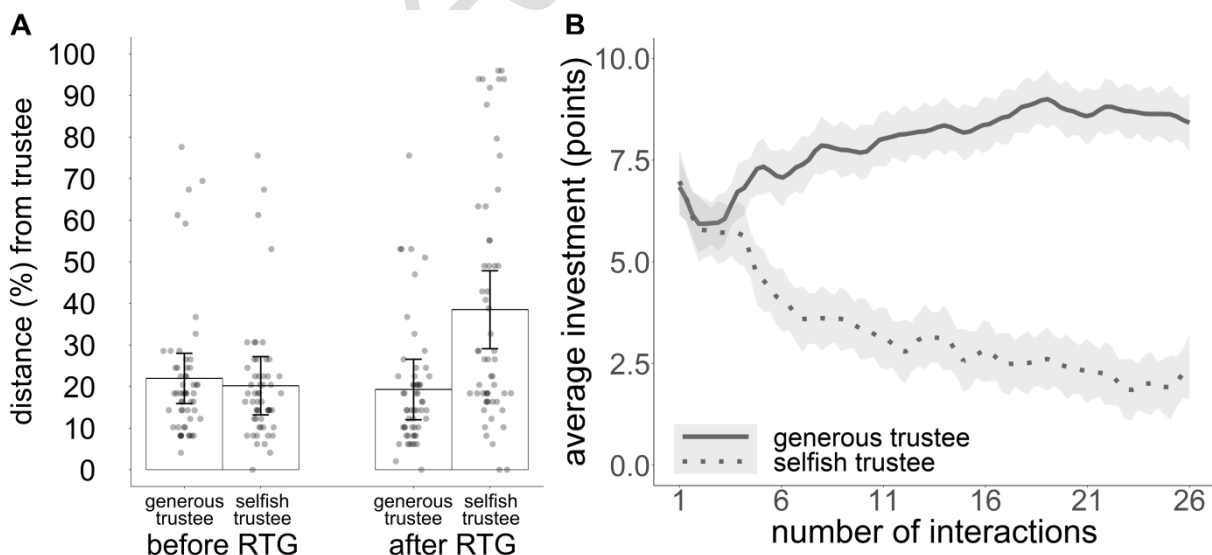 A
distance (%) from trustee
100
90
80
70
60
50
40
30
20
10
0
generous trustee
selfish trustee
generous trustee
selfish trustee
before RTG
after RTG
B
average investment (points)
10.0
7.5
5.0
2.5
0.0
generous trustee
selfish trustee
1 6 11 16 21 26
number of interactions